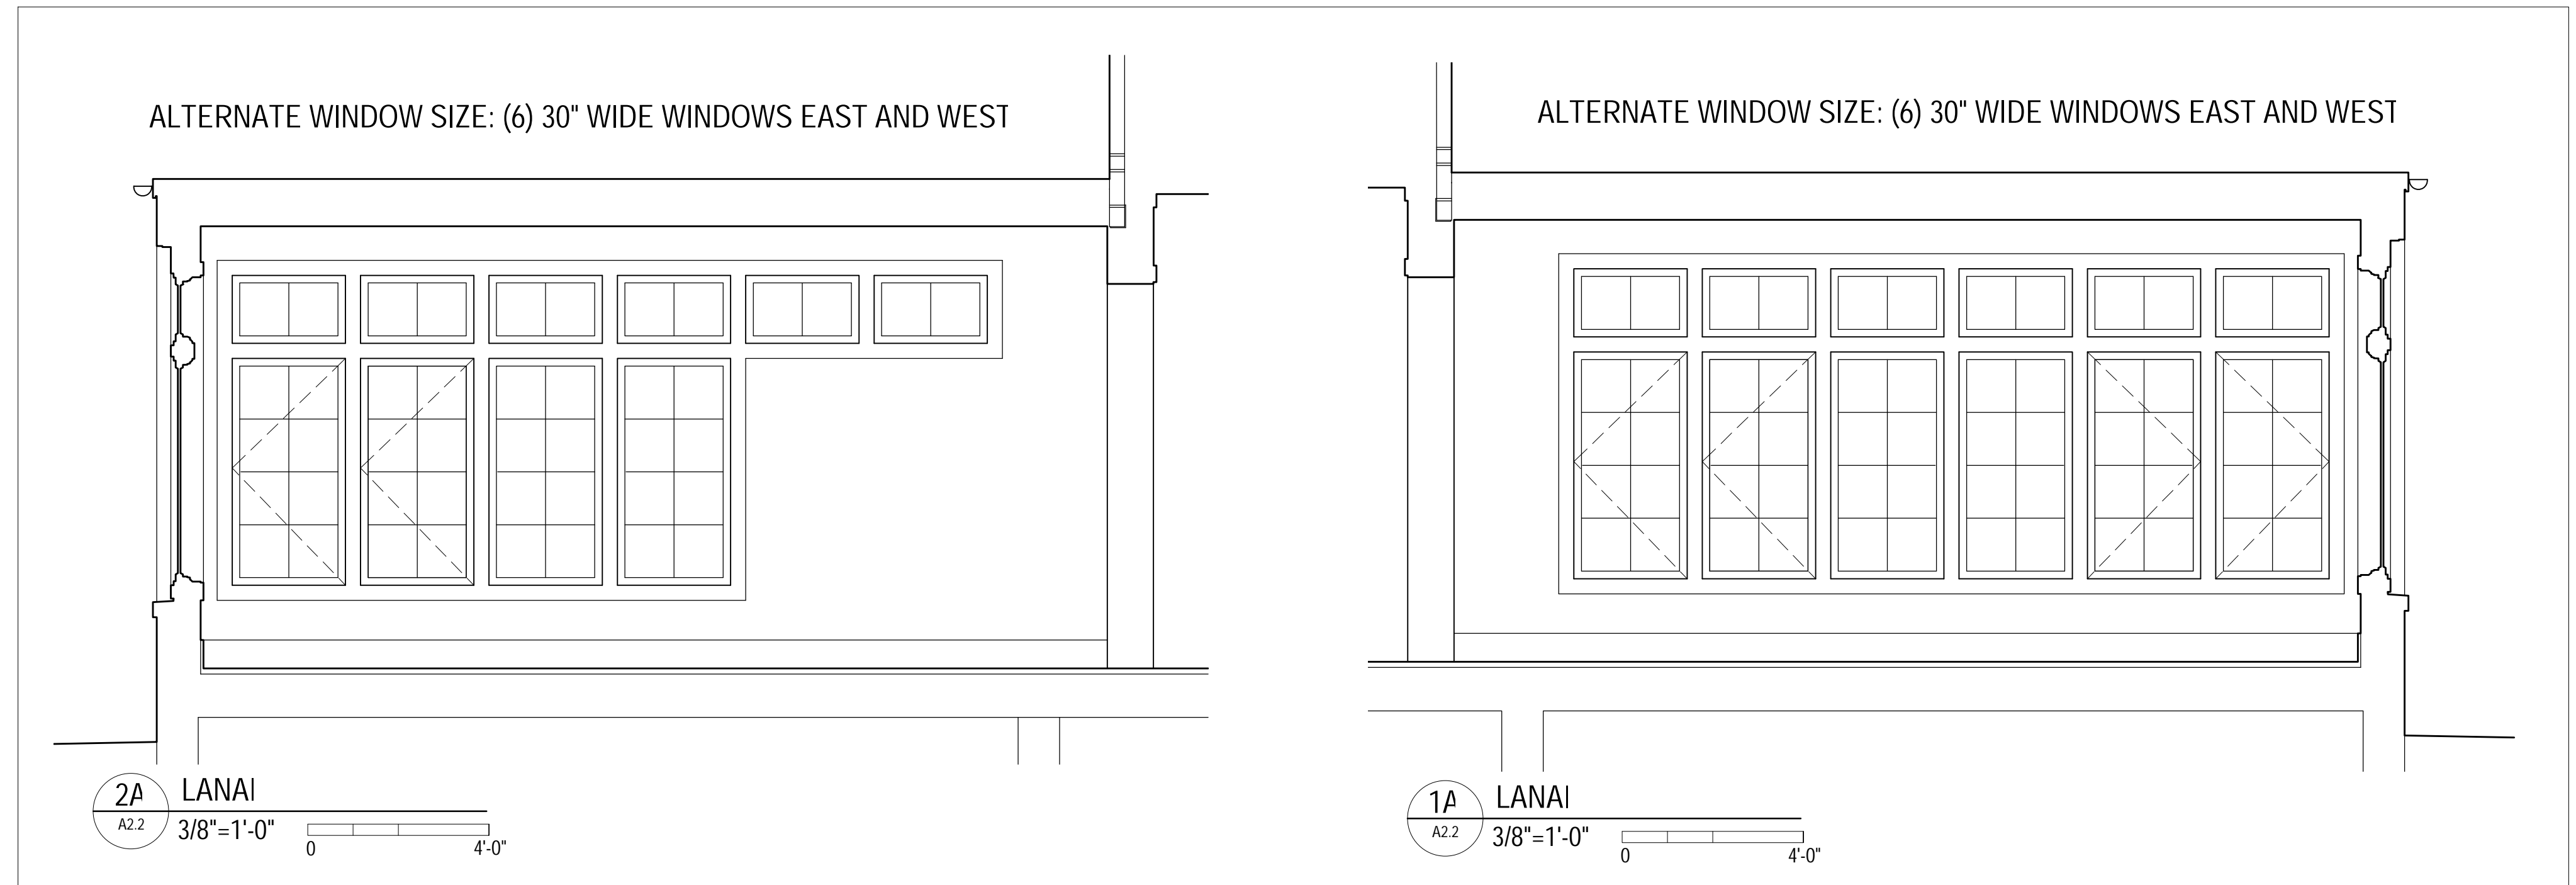 ALTERNATE WINDOW SIZE: (6) 30" WIDE WINDOWS EAST AND WEST
ALTERNATE WINDOW SIZE: (6) 30" WIDE WINDOWS EAST AND WEST
2A
LANAI
A2.2
3/8"=1'-0"
0
4'-0"
1A
LANAI
A2.2
3/8"=1'-0"
0
4'-0"